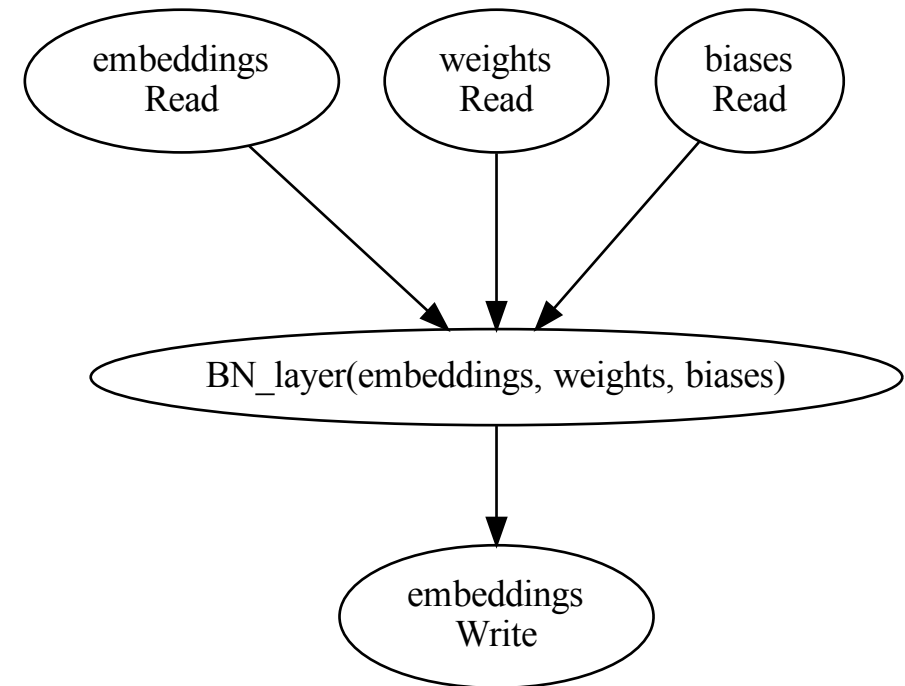 embeddings
Read
weights
Read
biases
Read
BN_layer(embeddings, weights, biases)
embeddings
Write